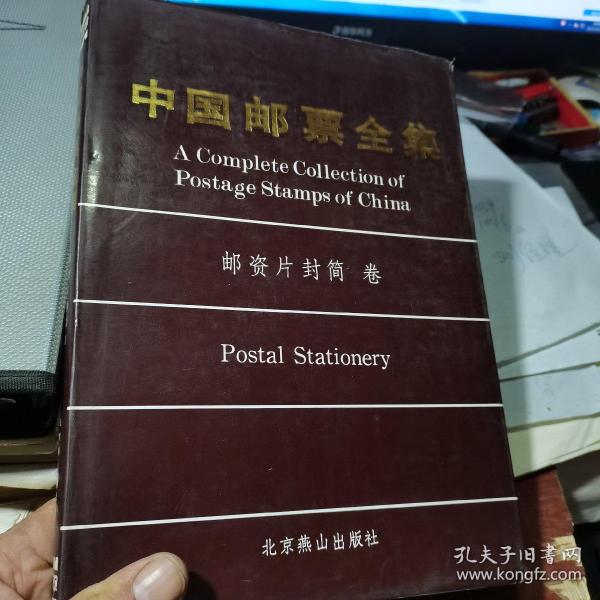 中国邮票全集
A Complete Collection of
Postage Stamps of China
邮资片封简 卷
Postal Stationery
北京燕山出版社
孔夫子旧书网
www.kongfz.com